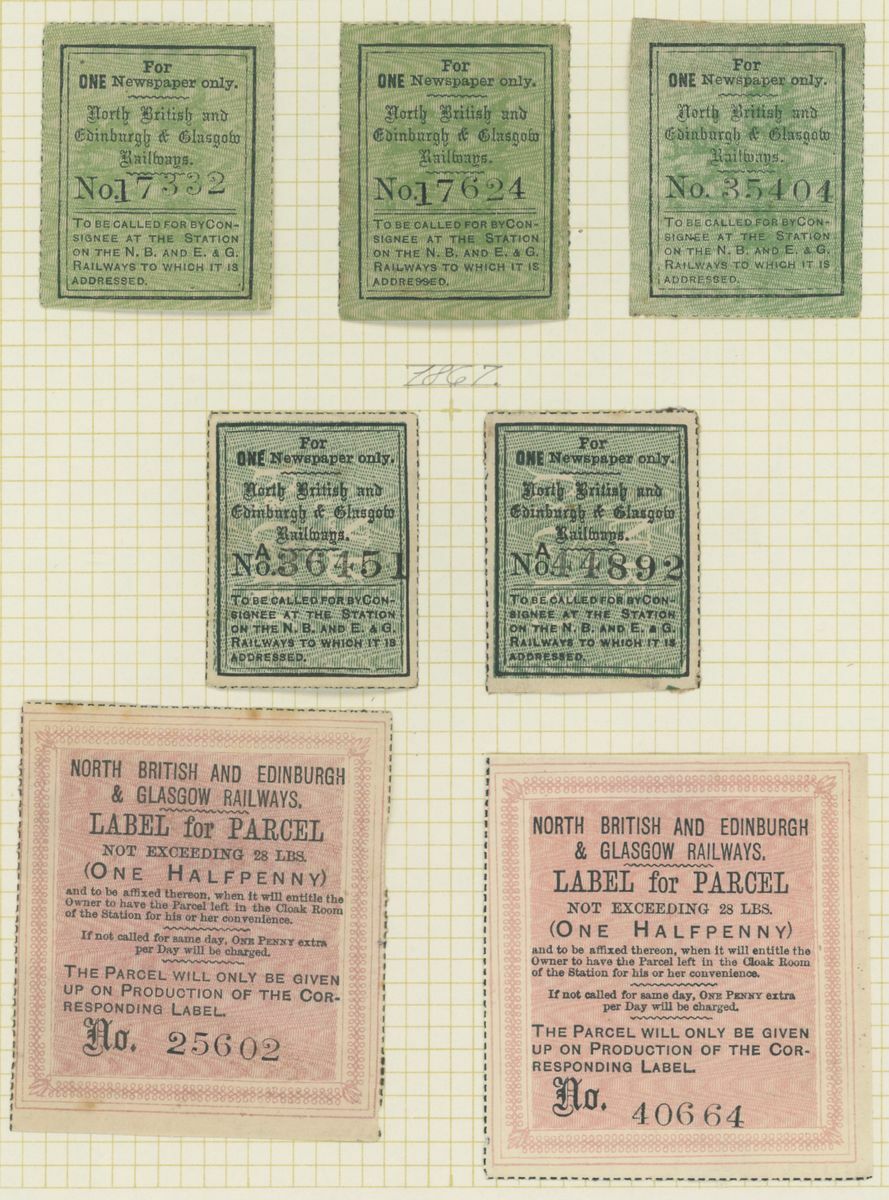 For
ONE Newspaper only.
North British and
Edinburgh & Glasgow
Railways.
No. 17332
TO BE CALLED FOR BY CON-
SIGNEE AT THE STATION
ON THE N. B. AND E. & G.
RAILWAYS TO WHICH IT IS
ADDRESSED.
For
ONE Newspaper only.
North British and
Edinburgh & Glasgow
Railways.
No. 17624
TO BE CALLED FOR BY CON-
SIGNEE AT THE STATION
ON THE N. B. AND E. & G.
RAILWAYS TO WHICH IT IS
ADDRESSED.
For
ONE Newspaper only.
North British and
Edinburgh & Glasgow
Railways.
No. 35404
TO BE CALLED FOR BY CON-
SIGNEE AT THE STATION
ON THE N. B. AND E. & G.
RAILWAYS TO WHICH IT IS
ADDRESSED.
1867.
For
ONE Newspaper only.
North British and
Edinburgh & Glasgow
Railways.
No. A 36451
TO BE CALLED FOR BY CON-
SIGNEE AT THE STATION
ON THE N. B. AND E. & G.
RAILWAYS TO WHICH IT IS
ADDRESSED.
For
ONE Newspaper only.
North British and
Edinburgh & Glasgow
Railways.
No. A 44892
TO BE CALLED FOR BY CON-
SIGNEE AT THE STATION
ON THE N. B. AND E. & G.
RAILWAYS TO WHICH IT IS
ADDRESSED.
NORTH BRITISH AND EDINBURGH
& GLASGOW RAILWAYS.
LABEL for PARCEL
NOT EXCEEDING 28 LBS.
(ONE HALFPENNY)
and to be affixed thereon, when it will entitle the
Owner to have the Parcel left in the Cloak Room
of the Station for his or her convenience.
If not called for same day, ONE PENNY extra
per Day will be charged.
THE PARCEL WILL ONLY BE GIVEN
UP ON PRODUCTION OF THE COR-
RESPONDING LABEL.
No. 25602
NORTH BRITISH AND EDINBURGH
& GLASGOW RAILWAYS.
LABEL for PARCEL
NOT EXCEEDING 28 LBS.
(ONE HALFPENNY)
and to be affixed thereon, when it will entitle the
Owner to have the Parcel left in the Cloak Room
of the Station for his or her convenience.
If not called for same day, ONE PENNY extra
per Day will be charged.
THE PARCEL WILL ONLY BE GIVEN
UP ON PRODUCTION OF THE COR-
RESPONDING LABEL.
No. 40664